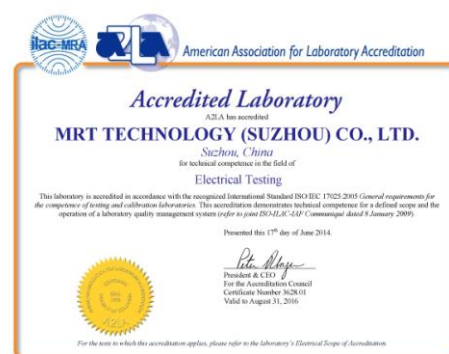 ilac-MRA
A2LA
American Association for Laboratory Accreditation
Accredited Laboratory
A2LA has accredited
MRT TECHNOLOGY (SUZHOU) CO., LTD.
Suzhou, China
for technical competence in the field of
Electrical Testing
This laboratory is accredited in accordance with the recognized International Standard ISO/IEC 17025:2005 General requirements for
the competence of testing and calibration laboratories. This accreditation demonstrates technical competence for a defined scope and the
operation of a laboratory quality management system (refer to joint ISO-ILAC-IAF Communiqué dated 8 January 2009).
Presented this 17th day of June 2014.
President & CEO
For the Accreditation Council
Certificate Number 3628.01
Valid to August 31, 2016
A2LA
For the tests to which this accreditation applies, please refer to the laboratory's Electrical Scope of Accreditation.